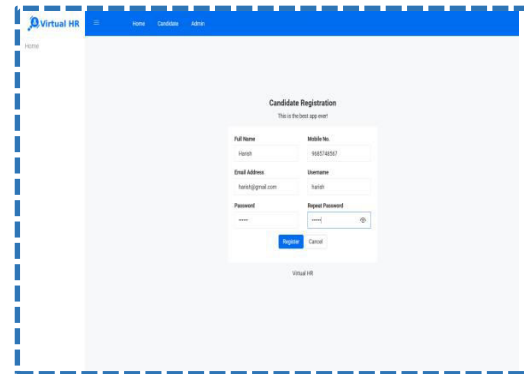 Virtual HR
Home Candidate Admin
Home
Candidate Registration
This is the best app ever!
Full Name Mobile No.
Harish 9685748587
Email Address Username
harish@gmail.com harish
Password Repeat Password
Register Cancel
Virtual HR